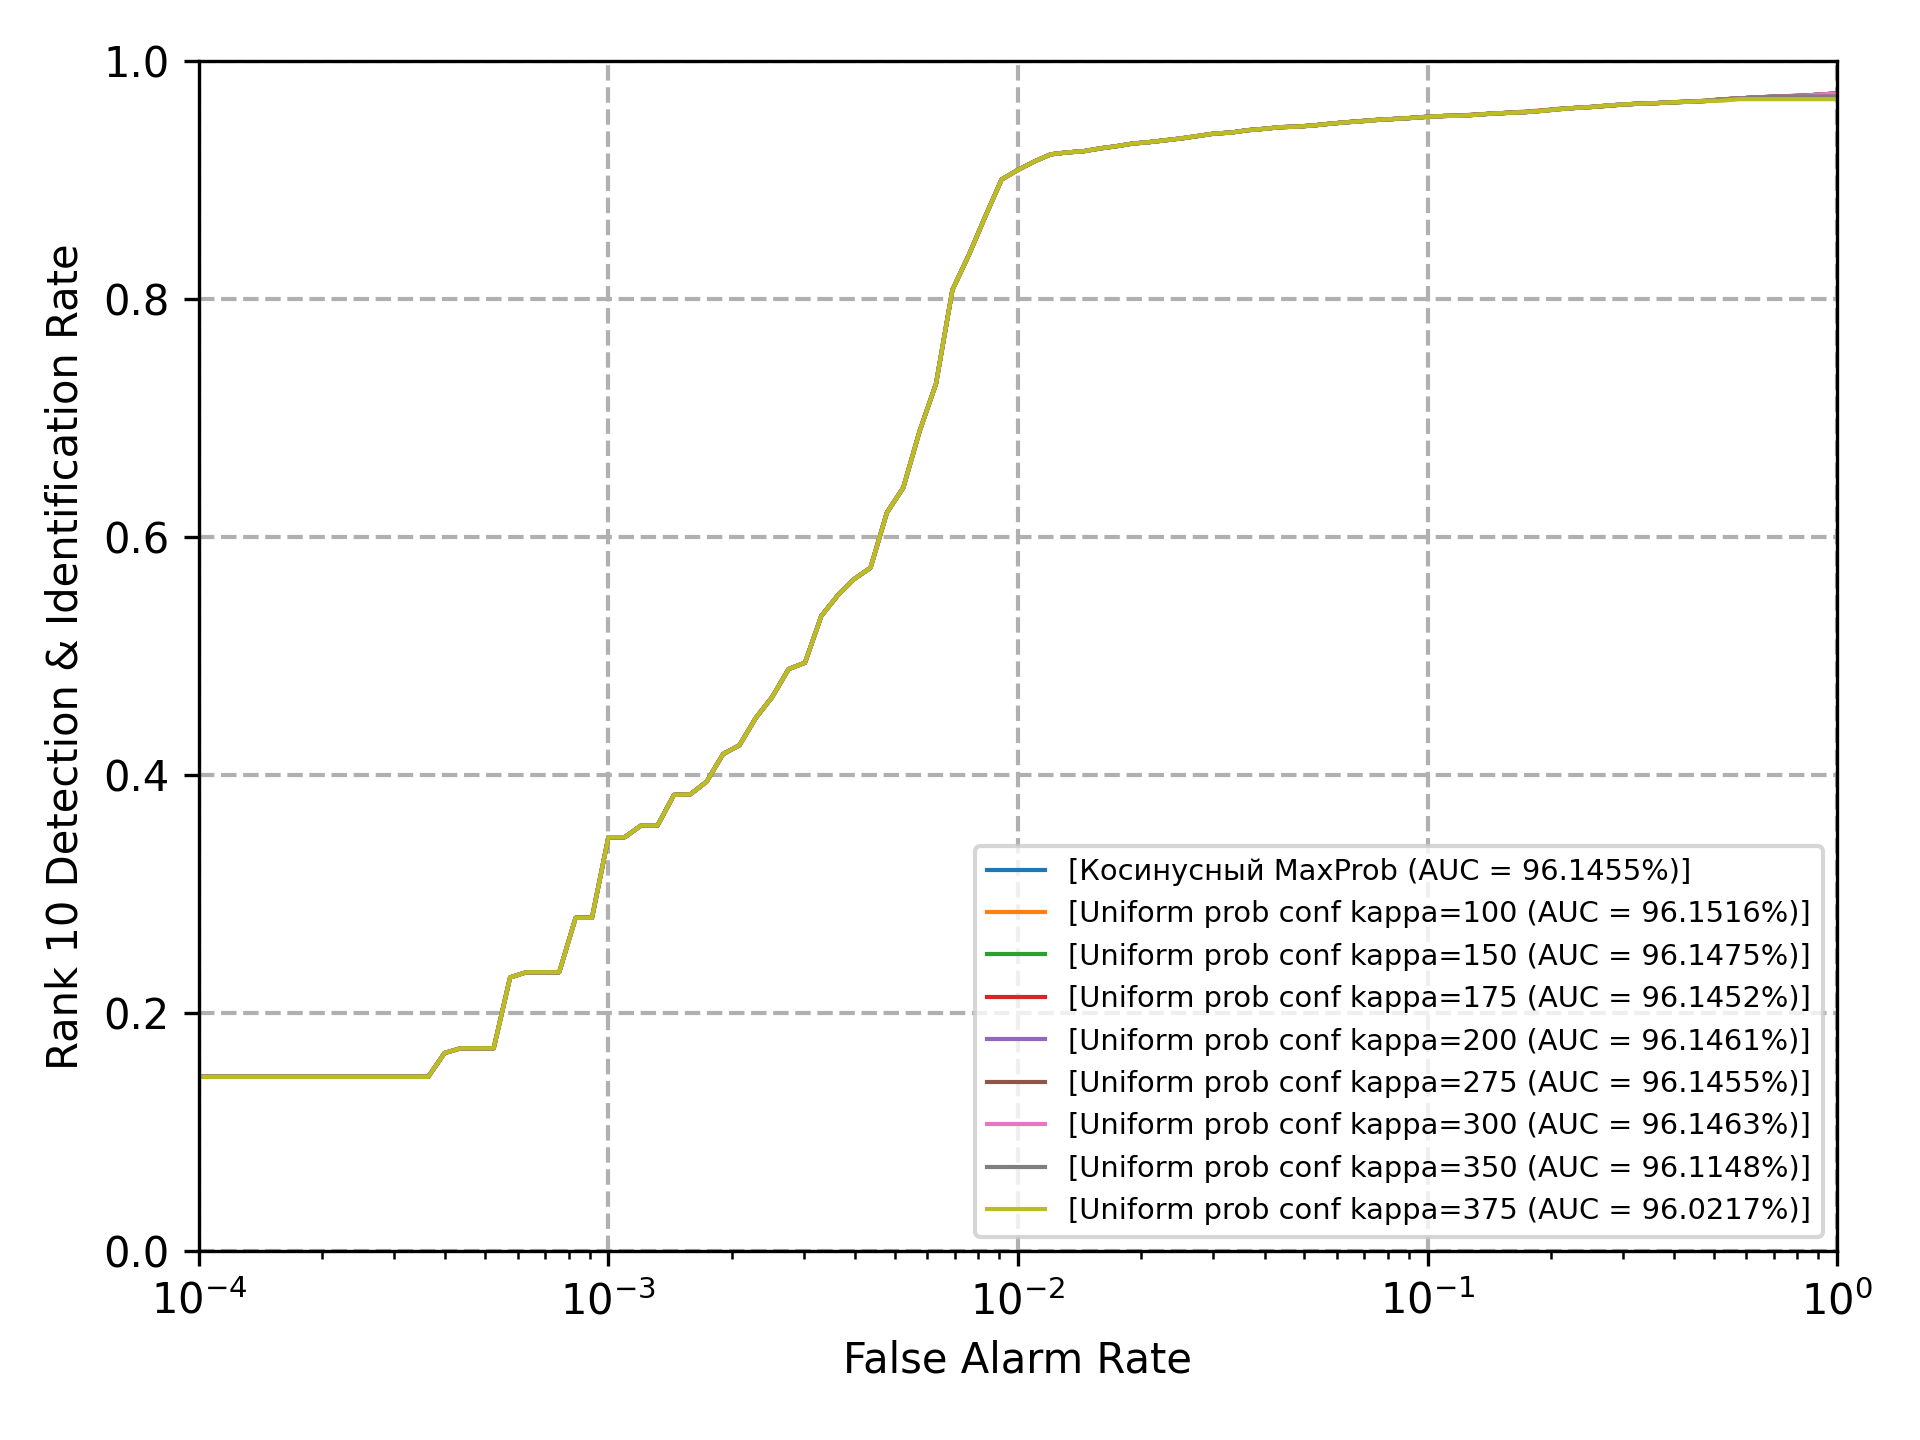 Rank 10 Detection & Identification Rate
1.0
0.8
0.6
0.4
0.2
0.0
[Косинусный MaxProb (AUC = 96.1455%)]
[Uniform prob conf kappa=100 (AUC = 96.1516%)]
[Uniform prob conf kappa=150 (AUC = 96.1475%)]
[Uniform prob conf kappa=175 (AUC = 96.1452%)]
[Uniform prob conf kappa=200 (AUC = 96.1461%)]
[Uniform prob conf kappa=275 (AUC = 96.1455%)]
[Uniform prob conf kappa=300 (AUC = 96.1463%)]
[Uniform prob conf kappa=350 (AUC = 96.1148%)]
[Uniform prob conf kappa=375 (AUC = 96.0217%)]
10⁻⁴ 10⁻³ 10⁻² 10⁻¹ 10⁰
False Alarm Rate